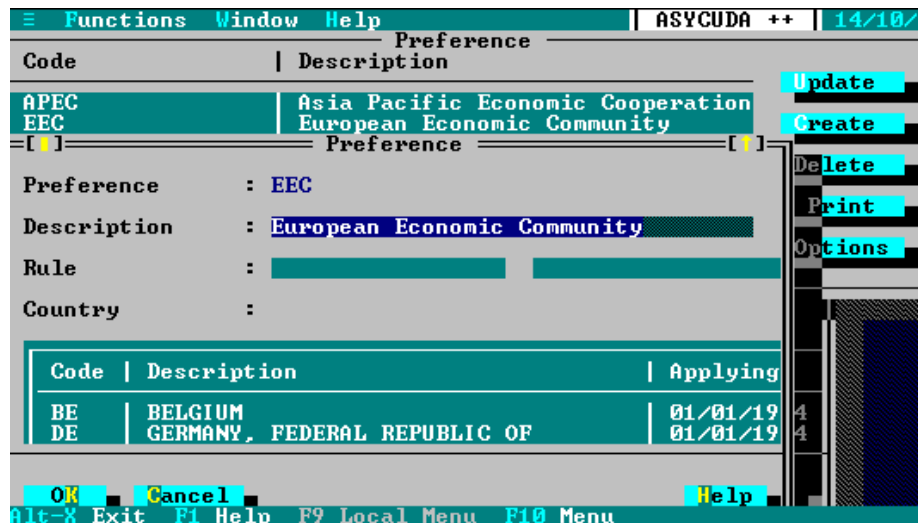 ≡ Functions Window Help ASYCUDA ++ 14/10/
Preference
Code | Description
Update
APEC | Asia Pacific Economic Cooperation
EEC | European Economic Community
Create
[ ] Preference [↑]
Delete
Preference : EEC
Print
Description : European Economic Community
Options
Rule :
Country :
Code | Description | Applying
BE | BELGIUM | 01/01/19 4
DE | GERMANY, FEDERAL REPUBLIC OF | 01/01/19 4
OK Cancel Help
Alt-X Exit F1 Help F9 Local Menu F10 Menu